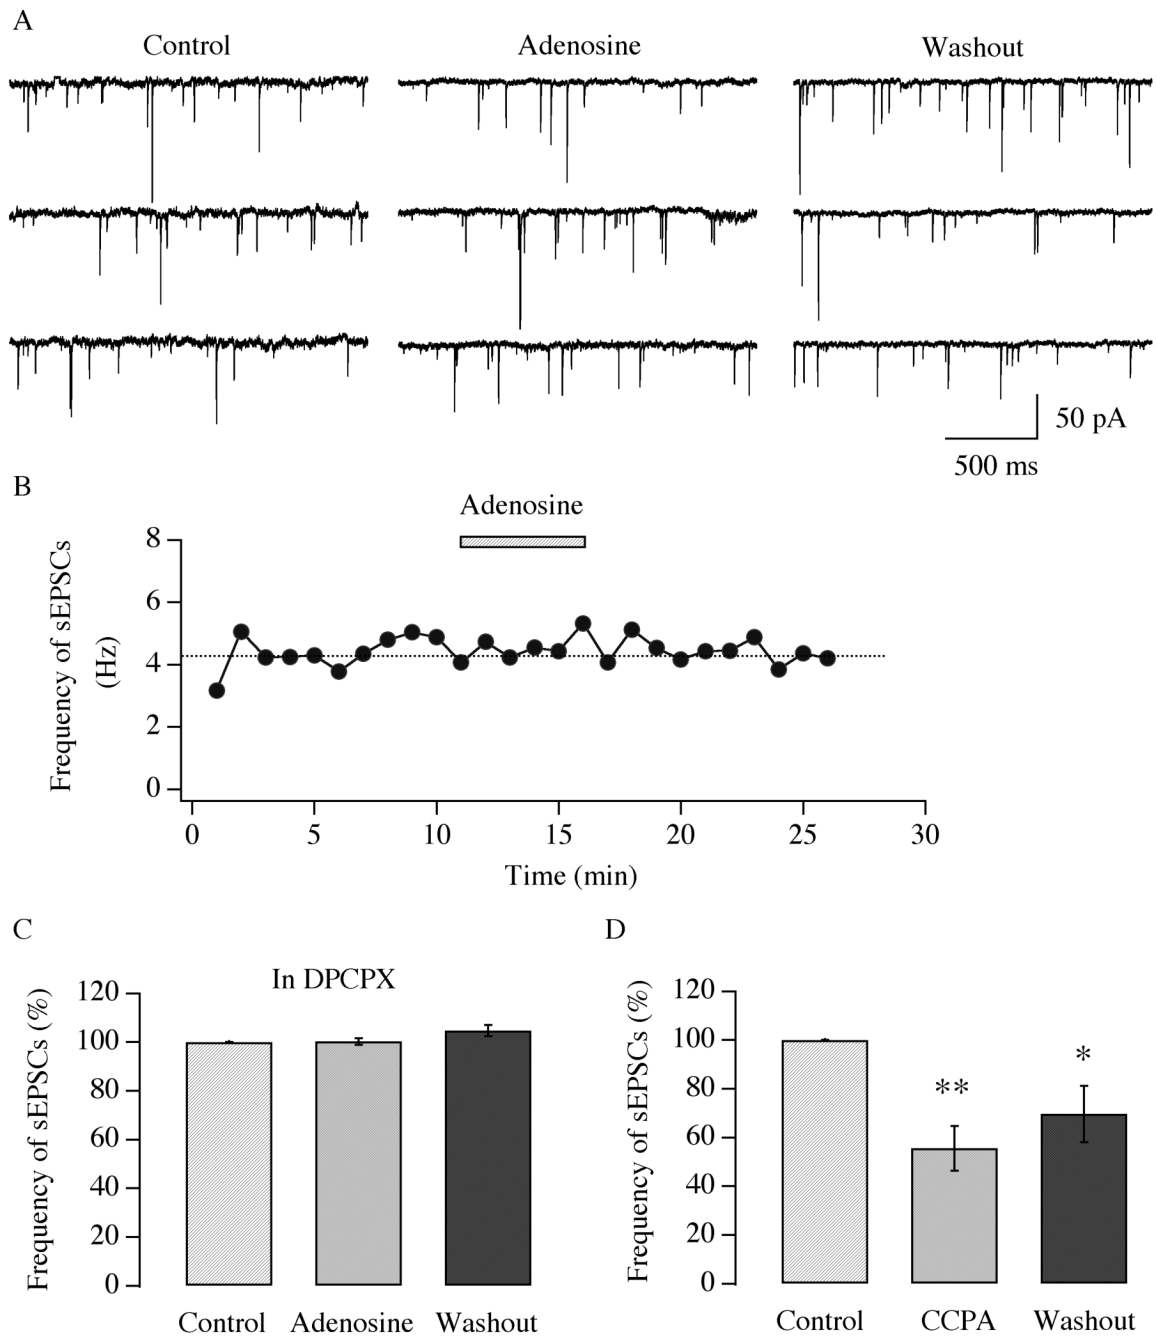 A
Control Adenosine Washout
50 pA
500 ms
B
Adenosine
Frequency of sEPSCs
(Hz)
8
6
4
2
0
0 5 10 15 20 25 30
Time (min)
C
In DPCPX
Frequency of sEPSCs (%)
120
100
80
60
40
20
0
Control Adenosine Washout
D
Frequency of sEPSCs (%)
120
100
80
60
40
20
0
** *
Control CCPA Washout